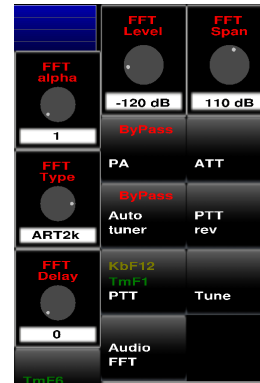 FFT
Level
FFT
Span
FFT
alpha
-120 dB
110 dB
1
ByPass
PA
ATT
FFT
Type
ByPass
Auto
tuner
PTT
rev
ART2k
FFT
Delay
KbF12
TmF1
PTT
Tune
0
Audio
FFT
TmF6